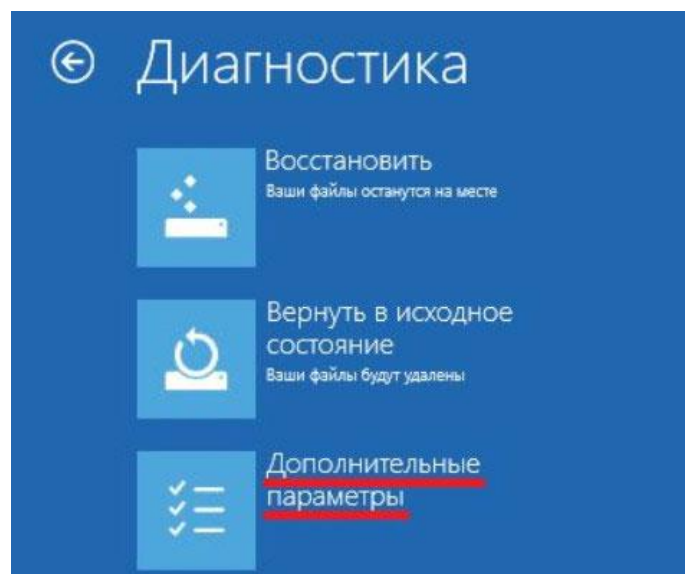 Диагностика
Восстановить
Ваши файлы останутся на месте
Вернуть в исходное
состояние
Ваши файлы будут удалены
Дополнительные
параметры